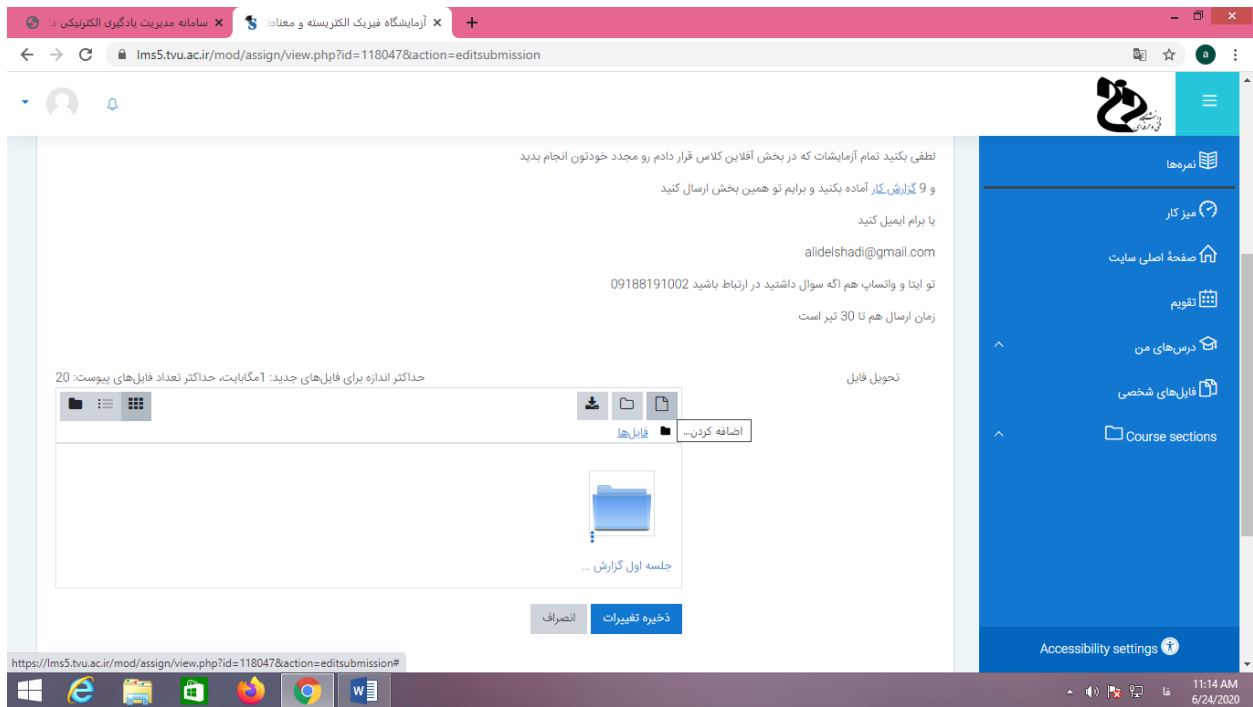 سامانه مدیریت یادگیری الکترونیکی د
آزمایشگاه فیزیک الکتریسته و مغناط
lms5.tvu.ac.ir/mod/assign/view.php?id=118047&action=editsubmission
a
دانشگاه
فنی و حرفه‌ای
لطفی بکنید تمام آزمایشات که در بخش آفلاین کلاس قرار دادم رو مجدد خودتون انجام بدید
و 9 گزارش کار آماده بکنید و برایم تو همین بخش ارسال کنید
یا برام ایمیل کنید
alidelshadi@gmail.com
تو ایتا و واتساپ هم اگه سوال داشتید در ارتباط باشید 09188191002
زمان ارسال هم تا 30 تیر است
تحویل فایل
حداکثر اندازه برای فایل‌های جدید: 1مگابایت، حداکثر تعداد فایل‌های پیوست: 20
اضافه کردن...
فایل‌ها
جلسه اول گزارش ...
ذخیره تغییرات
انصراف
نمره‌ها
میز کار
صفحهٔ اصلی سایت
تقویم
درس‌های من
فایل‌های شخصی
Course sections
Accessibility settings
https://lms5.tvu.ac.ir/mod/assign/view.php?id=118047&action=editsubmission#
فا
11:14 AM
6/24/2020